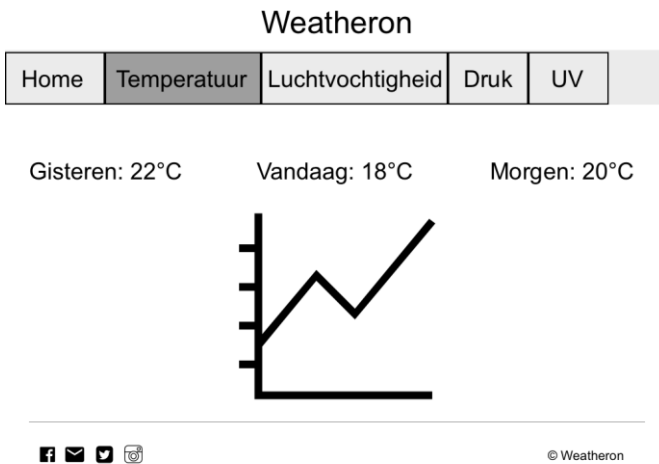 Weatheron
Home Temperatuur Luchtvochtigheid Druk UV
Gisteren: 22°C Vandaag: 18°C Morgen: 20°C
© Weatheron